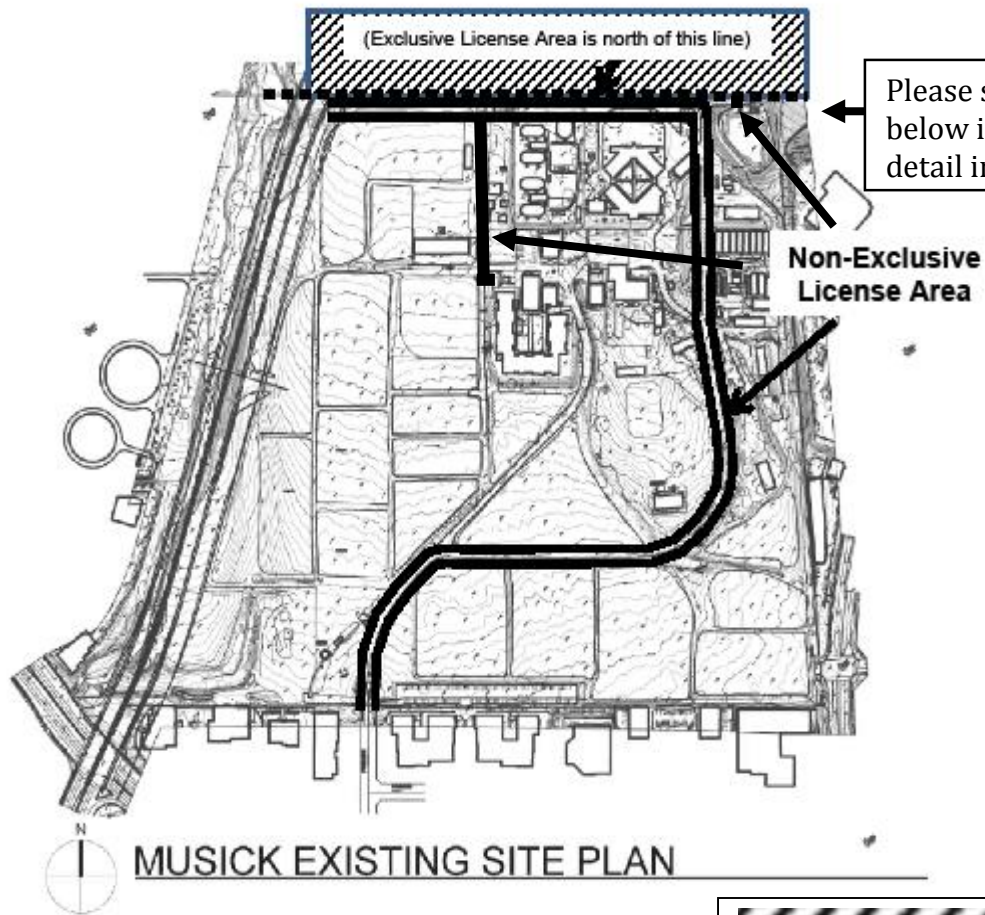 (Exclusive License Area is north of this line)
Please s
below i
detail in
Non-Exclusive
License Area
N
MUSICK EXISTING SITE PLAN